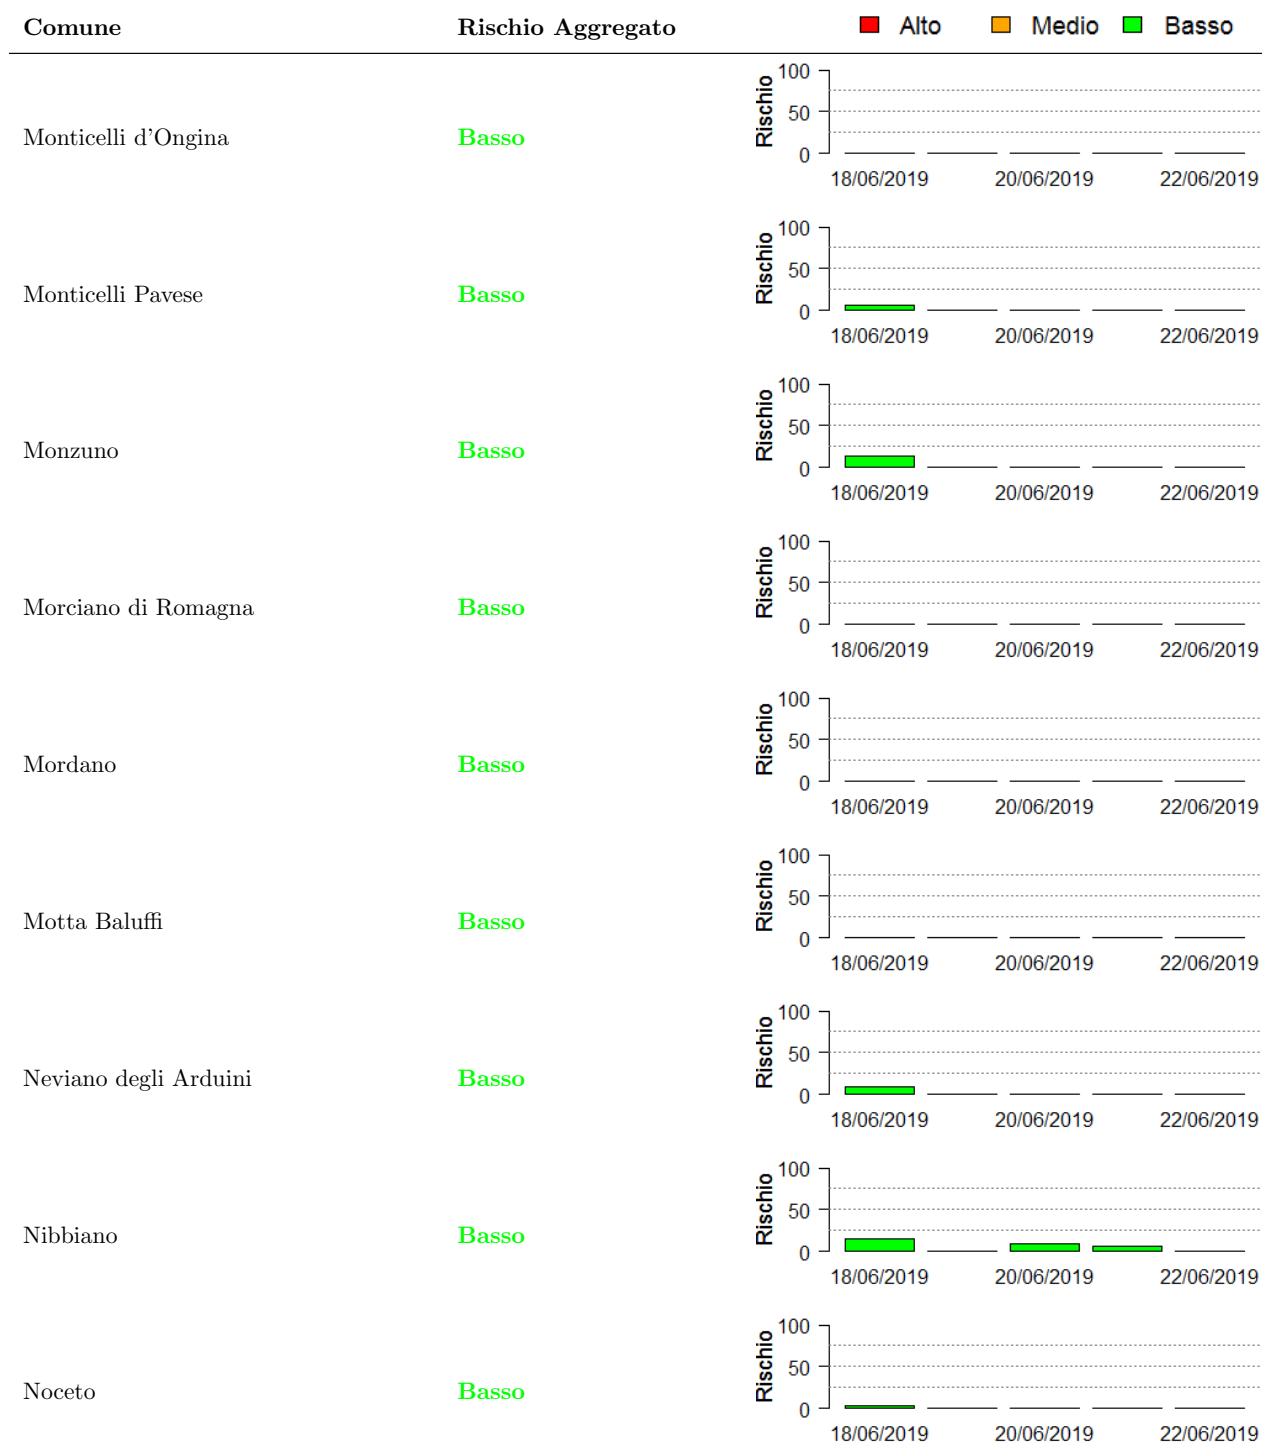 Comune Rischio Aggregato Alto Medio Basso
100
50
0
Rischio
Monticelli d'Ongina Basso
18/06/2019 20/06/2019 22/06/2019
100
50
0
Rischio
Monticelli Pavese Basso
18/06/2019 20/06/2019 22/06/2019
100
50
0
Rischio
Monzuno Basso
18/06/2019 20/06/2019 22/06/2019
100
50
0
Rischio
Morciano di Romagna Basso
18/06/2019 20/06/2019 22/06/2019
100
50
0
Rischio
Mordano Basso
18/06/2019 20/06/2019 22/06/2019
100
50
0
Rischio
Motta Baluffi Basso
18/06/2019 20/06/2019 22/06/2019
100
50
0
Rischio
Neviano degli Arduini Basso
18/06/2019 20/06/2019 22/06/2019
100
50
0
Rischio
Nibbiano Basso
18/06/2019 20/06/2019 22/06/2019
100
50
0
Rischio
Noceto Basso
18/06/2019 20/06/2019 22/06/2019